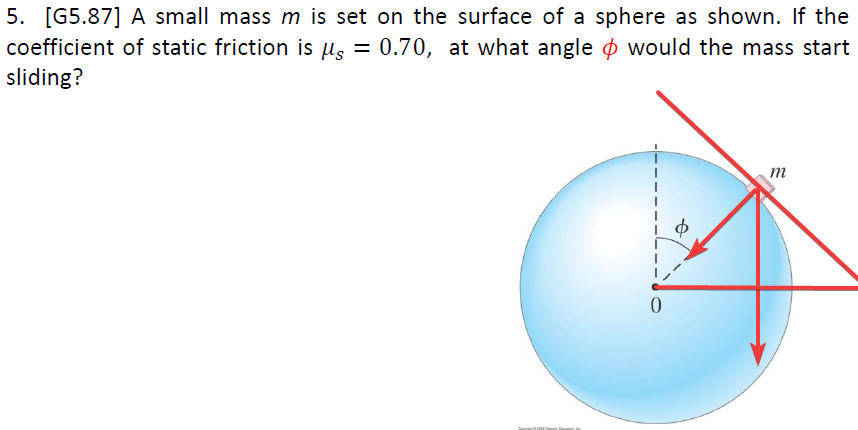 5. [G5.87] A small mass m is set on the surface of a sphere as shown. If the
coefficient of static friction is μₛ = 0.70, at what angle ϕ would the mass start
sliding?
m
ϕ
0